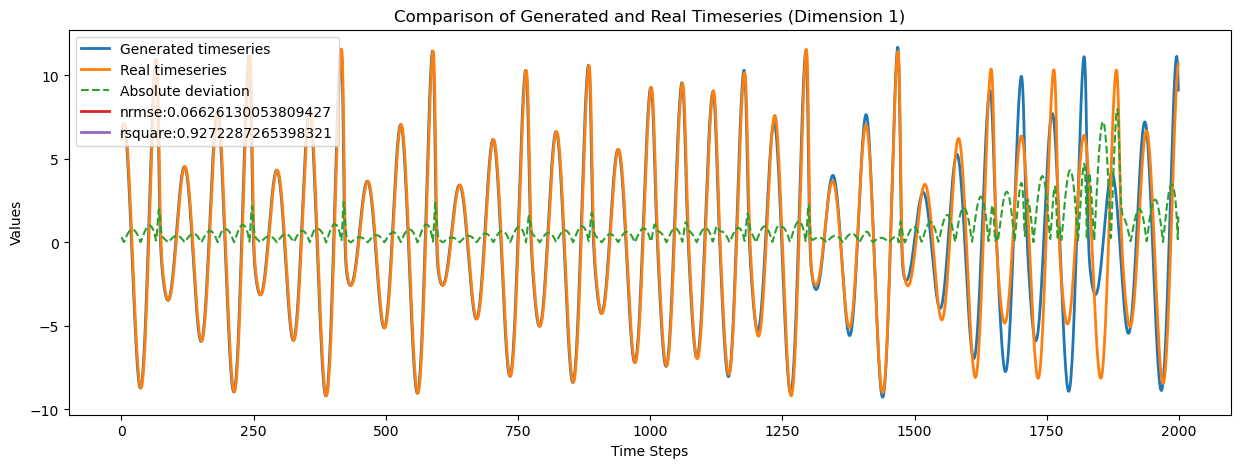 Comparison of Generated and Real Timeseries (Dimension 1)
Generated timeseries
Real timeseries
Absolute deviation
nrmse:0.06626130053809427
rsquare:0.9272287265398321
Values
10
5
0
−5
−10
0
250
500
750
1000
1250
1500
1750
2000
Time Steps